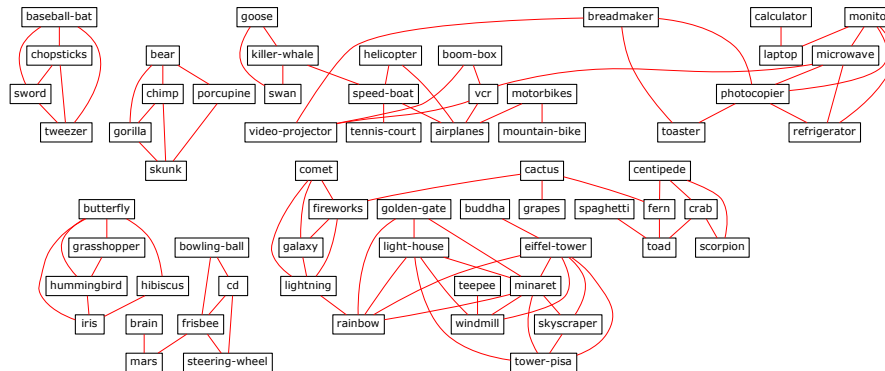 baseball-bat
goose
breadmaker
calculator
monito
chopsticks
bear
killer-whale
helicopter
boom-box
laptop
microwave
sword
chimp
porcupine
swan
speed-boat
vcr
motorbikes
photocopier
tweezer
gorilla
video-projector
tennis-court
airplanes
mountain-bike
toaster
refrigerator
skunk
comet
cactus
centipede
butterfly
fireworks
golden-gate
buddha
grapes
spaghetti
fern
crab
grasshopper
bowling-ball
galaxy
light-house
eiffel-tower
toad
scorpion
hummingbird
hibiscus
cd
lightning
teepee
minaret
iris
brain
frisbee
rainbow
windmill
skyscraper
mars
steering-wheel
tower-pisa